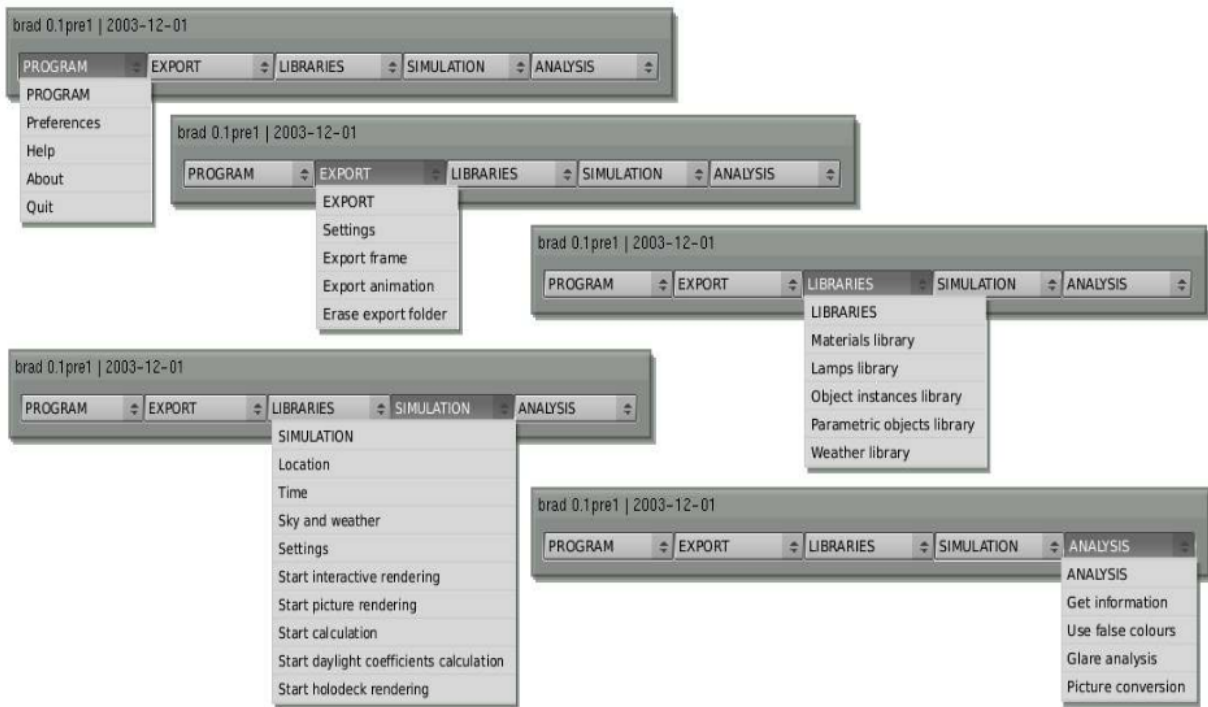 brad 0.1pre1 | 2003-12-01
PROGRAM EXPORT LIBRARIES SIMULATION ANALYSIS
PROGRAM
Preferences
Help
About
Quit
brad 0.1pre1 | 2003-12-01
PROGRAM EXPORT LIBRARIES SIMULATION ANALYSIS
EXPORT
Settings
Export frame
Export animation
Erase export folder
brad 0.1pre1 | 2003-12-01
PROGRAM EXPORT LIBRARIES SIMULATION ANALYSIS
LIBRARIES
Materials library
Lamps library
Object instances library
Parametric objects library
Weather library
brad 0.1pre1 | 2003-12-01
PROGRAM EXPORT LIBRARIES SIMULATION ANALYSIS
SIMULATION
Location
Time
Sky and weather
Settings
Start interactive rendering
Start picture rendering
Start calculation
Start daylight coefficients calculation
Start holodeck rendering
brad 0.1pre1 | 2003-12-01
PROGRAM EXPORT LIBRARIES SIMULATION ANALYSIS
ANALYSIS
Get information
Use false colours
Glare analysis
Picture conversion